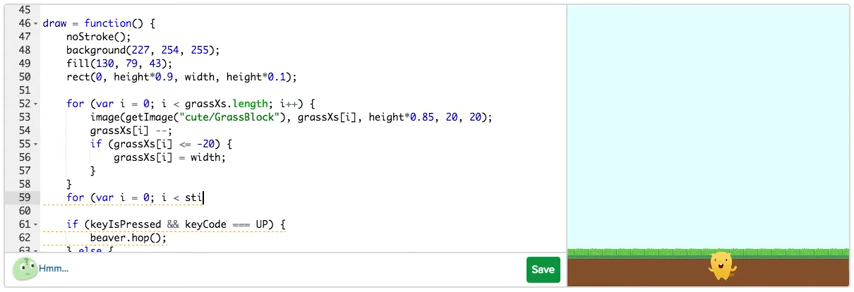 45
46 draw = function() {
47 noStroke();
48 background(227, 254, 255);
49 fill(130, 79, 43);
50 rect(0, height*0.9, width, height*0.1);
51
52 for (var i = 0; i < grassXs.length; i++) {
53 image(getImage("cute/GrassBlock"), grassXs[i], height*0.85, 20, 20);
54 grassXs[i] --;
55 if (grassXs[i] <= -20) {
56 grassXs[i] = width;
57 }
58 }
59 for (var i = 0; i < sti
60
61 if (keyIsPressed && keyCode === UP) {
62 beaver.hop();
63 } else {
Hmm...
Save